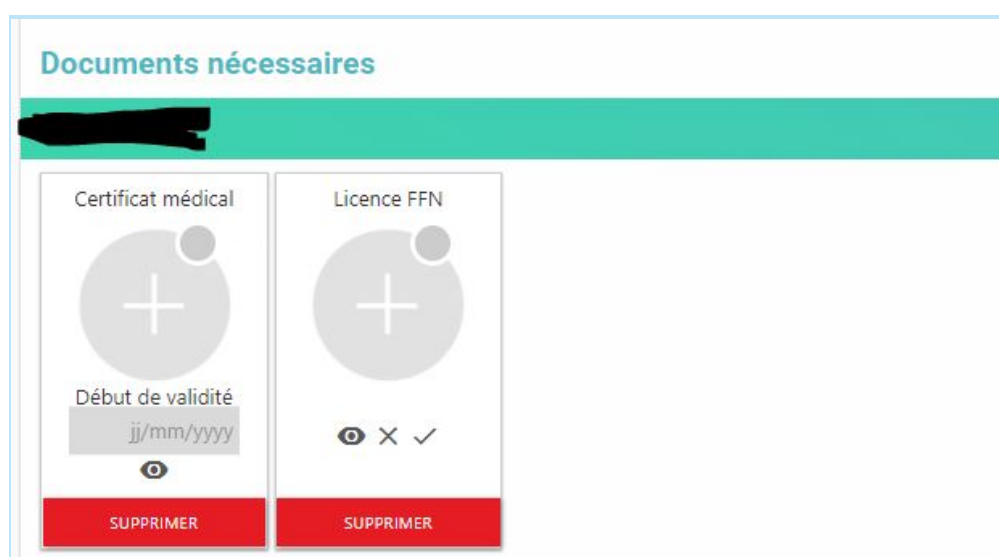 Documents nécessaires
Certificat médical
Début de validité
jj/mm/yyyy
SUPPRIMER
Licence FFN
SUPPRIMER